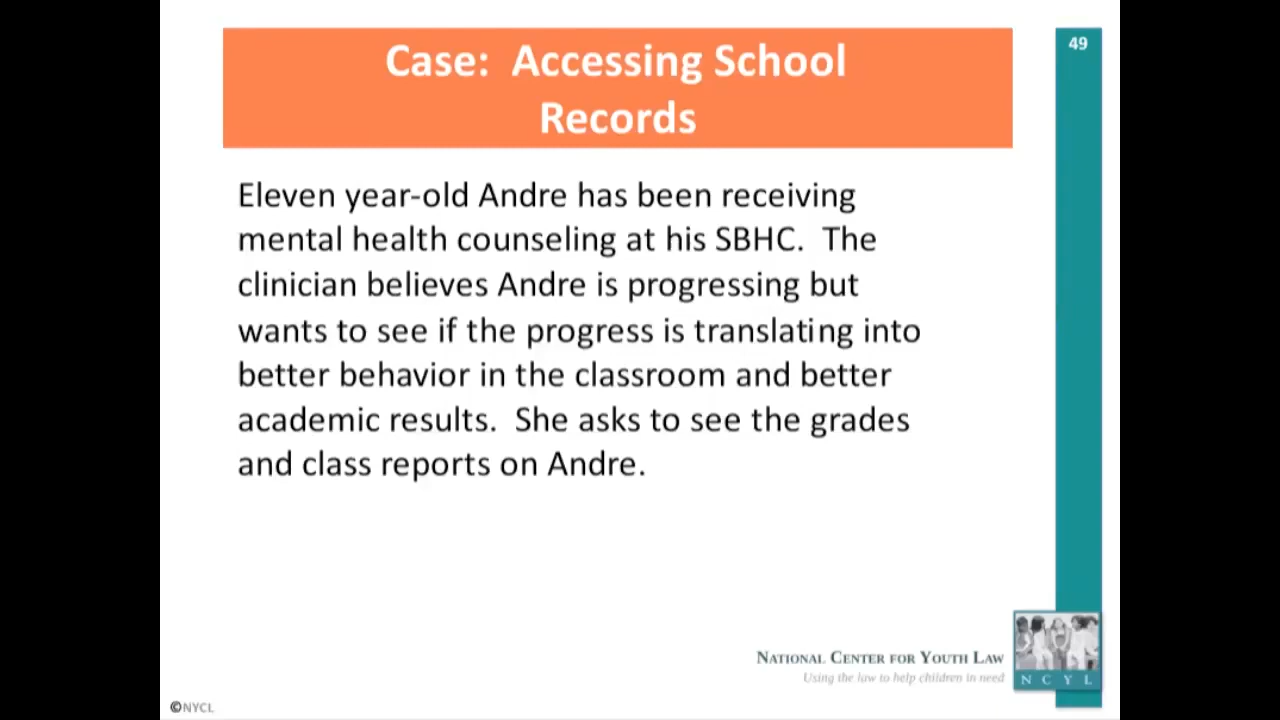 Case:  Accessing School
Records
49
Eleven year-old Andre has been receiving
mental health counseling at his SBHC.  The
clinician believes Andre is progressing but
wants to see if the progress is translating into
better behavior in the classroom and better
academic results.  She asks to see the grades
and class reports on Andre.
National Center for Youth Law
Using the law to help children in need
N C Y L
©NYCL